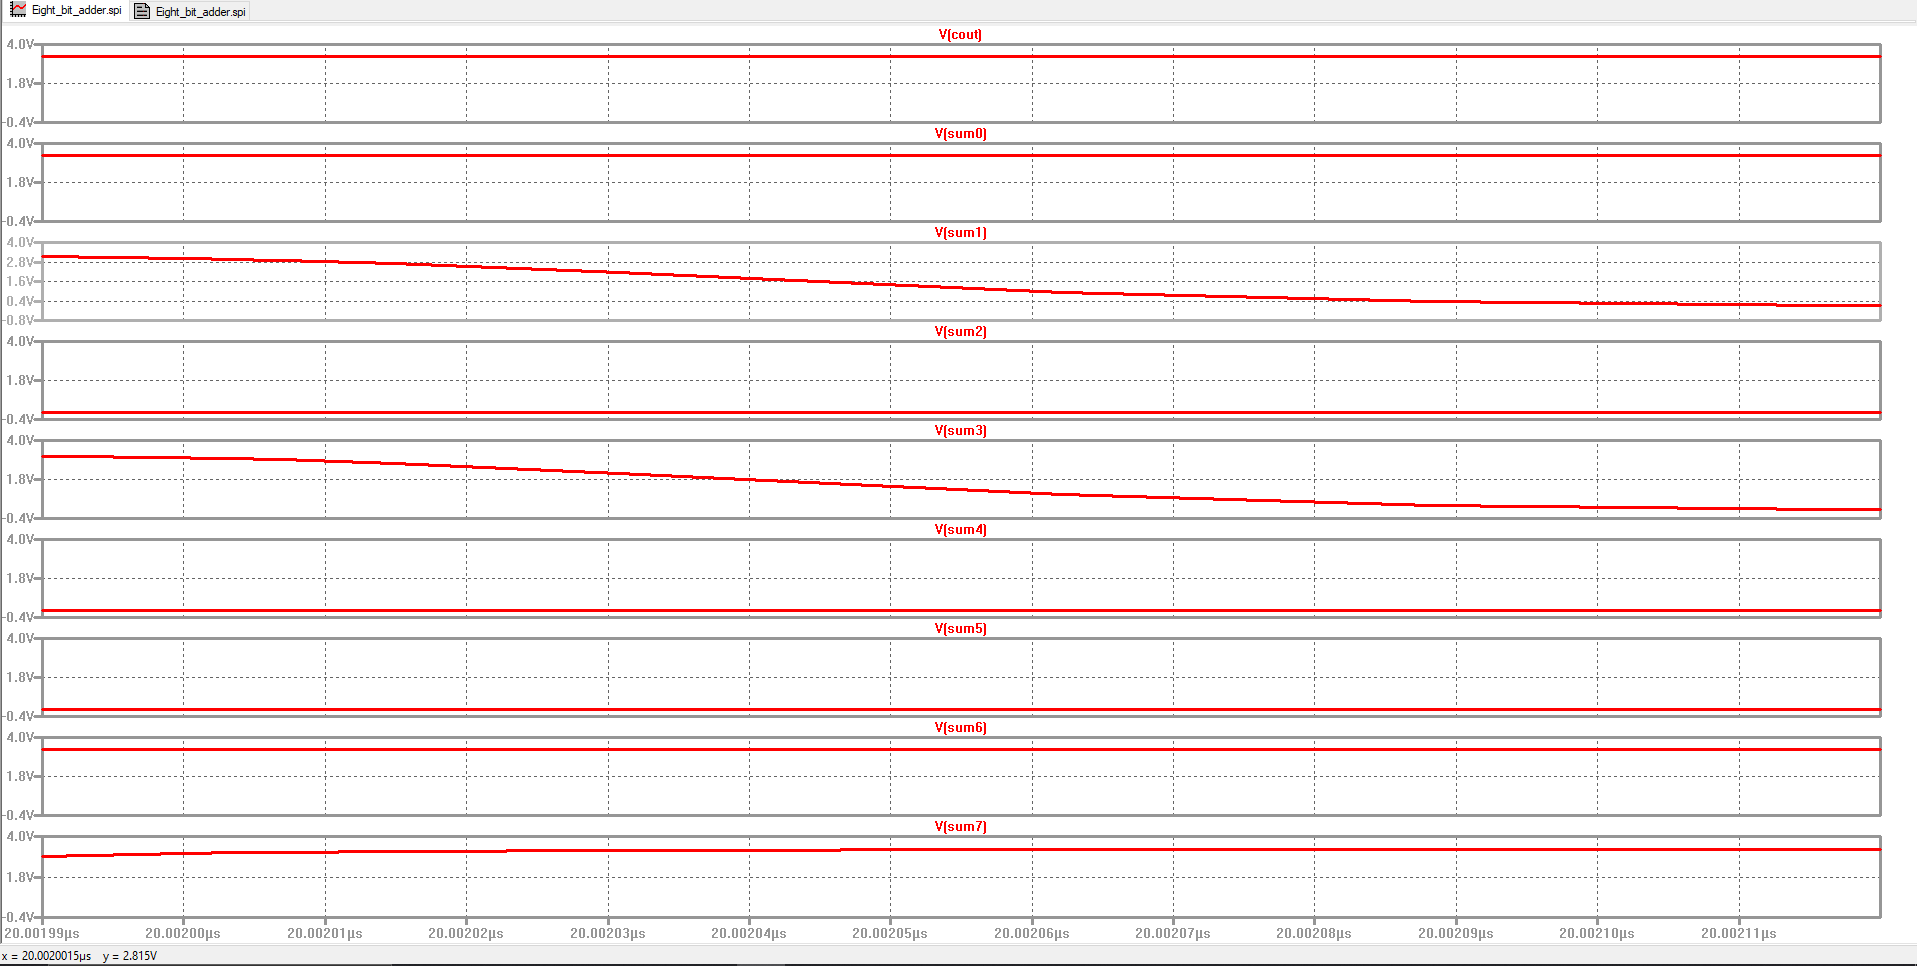 Eight_bit_adder.spi Eight_bit_adder.spi
V(cout)
4.0V
1.8V
-0.4V
V(sum0)
4.0V
1.8V
-0.4V
V(sum1)
4.0V
2.8V
1.6V
0.4V
-0.8V
V(sum2)
4.0V
1.8V
-0.4V
V(sum3)
4.0V
1.8V
-0.4V
V(sum4)
4.0V
1.8V
-0.4V
V(sum5)
4.0V
1.8V
-0.4V
V(sum6)
4.0V
1.8V
-0.4V
V(sum7)
4.0V
1.8V
-0.4V
20.00199µs 20.00200µs 20.00201µs 20.00202µs 20.00203µs 20.00204µs 20.00205µs 20.00206µs 20.00207µs 20.00208µs 20.00209µs 20.00210µs 20.00211µs
x = 20.0020015µs y = 2.815V